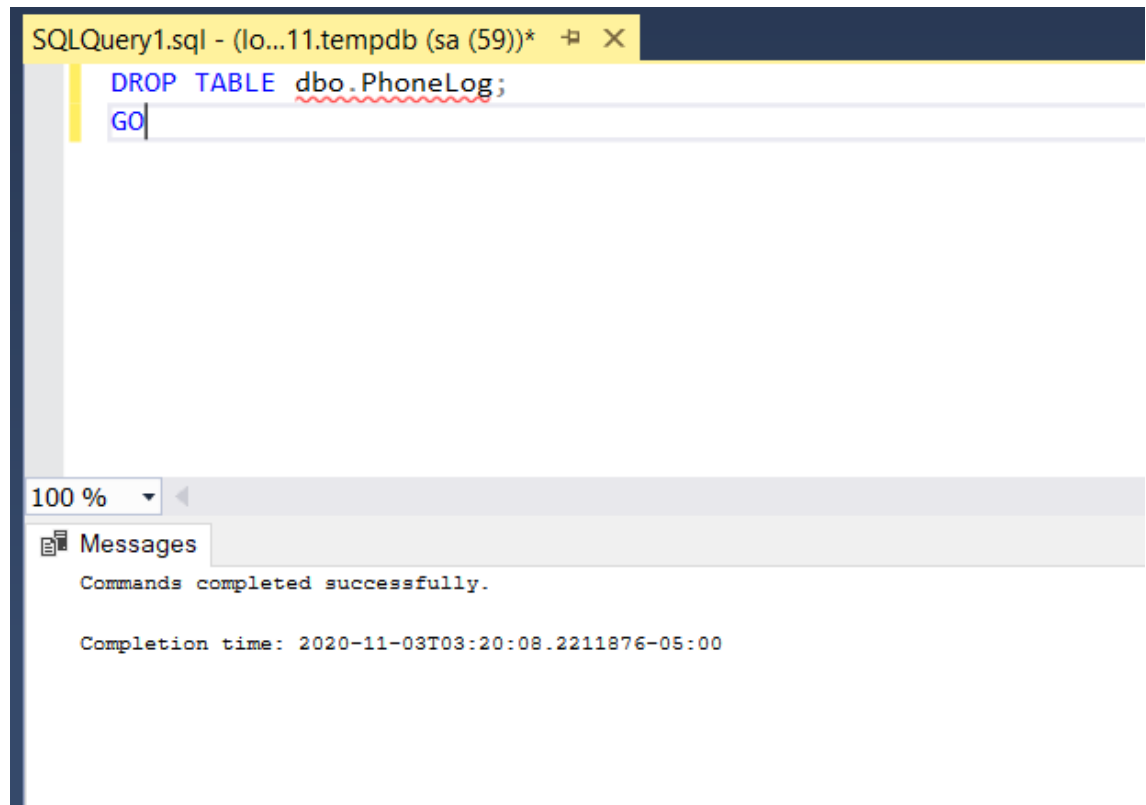 SQLQuery1.sql - (lo...11.tempdb (sa (59))*
DROP TABLE dbo.PhoneLog;
GO
100 %
Messages
Commands completed successfully.
Completion time: 2020-11-03T03:20:08.2211876-05:00